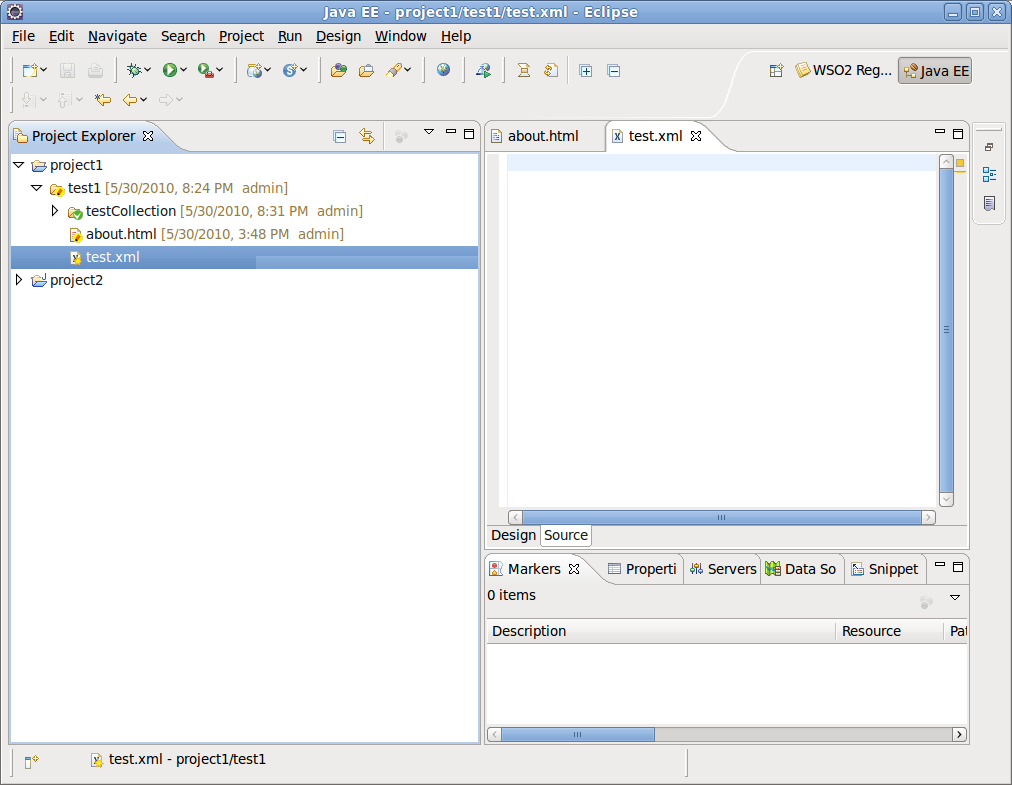 Java EE - project1/test1/test.xml - Eclipse
File Edit Navigate Search Project Run Design Window Help
WSO2 Reg... Java EE
Project Explorer
about.html test.xml
project1
test1 [5/30/2010, 8:24 PM admin]
testCollection [5/30/2010, 8:31 PM admin]
about.html [5/30/2010, 3:48 PM admin]
test.xml
project2
Design Source
Markers Properti Servers Data So Snippet
0 items
Description Resource Pat
test.xml - project1/test1